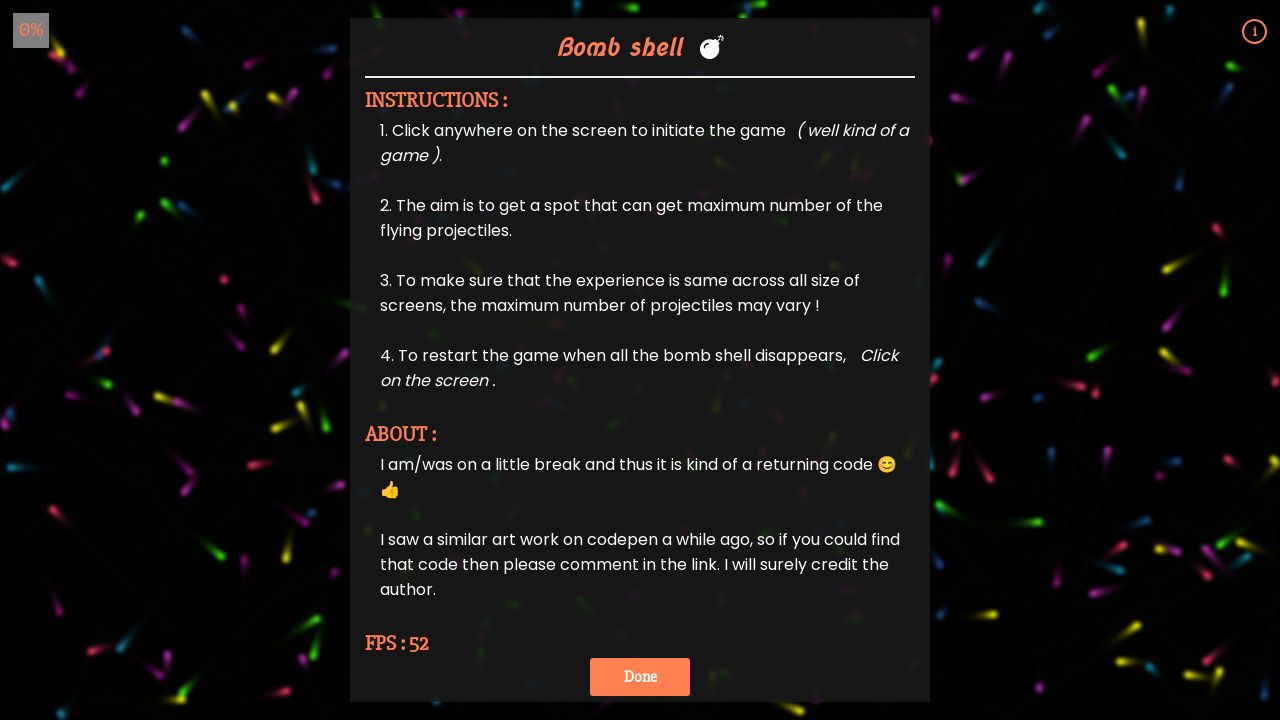 0%
i
Bomb shell 💣
INSTRUCTIONS :
1. Click anywhere on the screen to initiate the game ( well kind of a
game ).
2. The aim is to get a spot that can get maximum number of the
flying projectiles.
3. To make sure that the experience is same across all size of
screens, the maximum number of projectiles may vary !
4. To restart the game when all the bomb shell disappears, Click
on the screen .
ABOUT :
I am/was on a little break and thus it is kind of a returning code 😊
👍
I saw a similar art work on codepen a while ago, so if you could find
that code then please comment in the link. I will surely credit the
author.
FPS : 52
Done